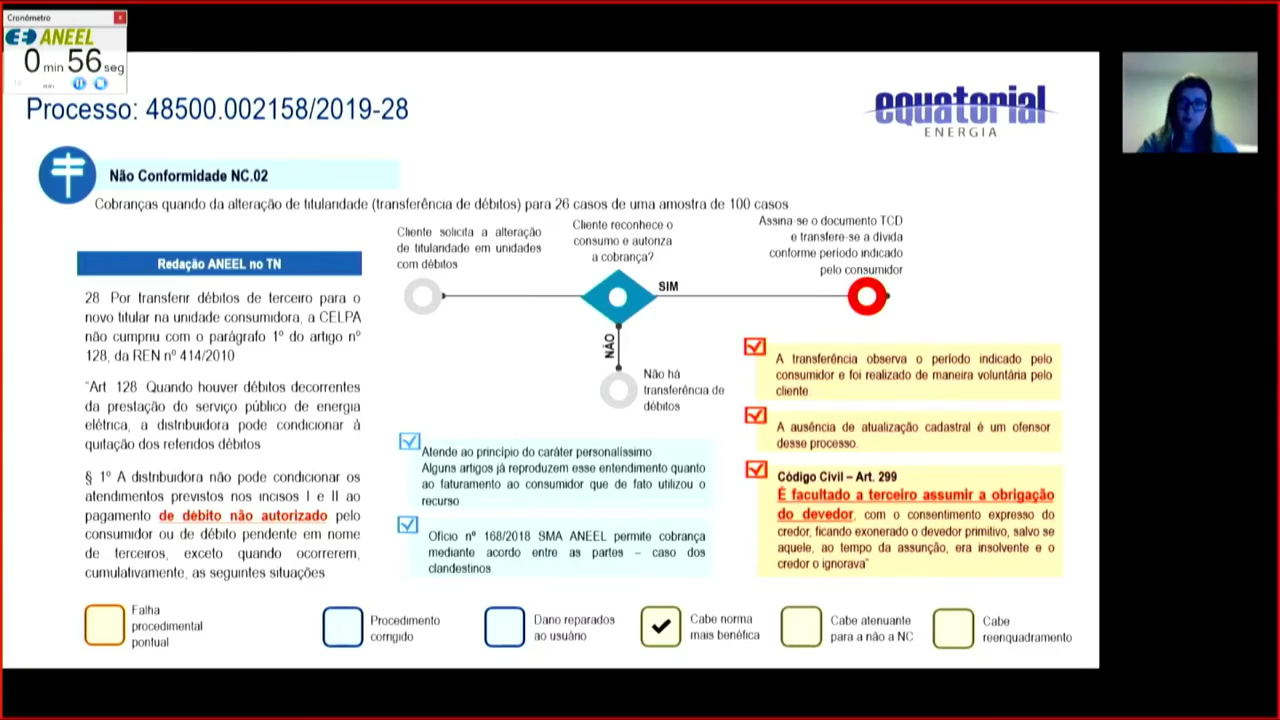 Cronômetro
ANEEL
0 min 56 seg
Processo: 48500.002158/2019-28
equatorial
ENERGIA
Não Conformidade NC.02
Cobranças quando da alteração de titularidade (transferência de débitos) para 26 casos de uma amostra de 100 casos
Redação ANEEL no TN
28 Por transferir débitos de terceiro para o
novo titular na unidade consumidora, a CELPA
não cumpriu com o parágrafo 1º do artigo nº
128, da REN nº 414/2010
“Art 128 Quando houver débitos decorrentes
da prestação do serviço público de energia
elétrica, a distribuidora pode condicionar à
quitação dos referidos débitos
§ 1º A distribuidora não pode condicionar os
atendimentos previstos nos incisos I e II ao
pagamento de débito não autorizado pelo
consumidor ou de débito pendente em nome
de terceiros, exceto quando ocorrerem,
cumulativamente, as seguintes situações
Cliente solicita a alteração
de titularidade em unidades
com débitos
Cliente reconhece o
consumo e autoriza
a cobrança?
SIM
NÃO
Assina-se o documento TCD
e transfere-se a dívida
conforme período indicado
pelo consumidor
Não há
transferência de
débitos
Atende ao princípio do caráter personalíssimo
Alguns artigos já reproduzem esse entendimento quanto
ao faturamento ao consumidor que de fato utilizou o
recurso
Ofício nº 168/2018 SMA ANEEL permite cobrança
mediante acordo entre as partes – caso dos
clandestinos
A transferência observa o período indicado pelo
consumidor e foi realizado de maneira voluntária pelo
cliente
A ausência de atualização cadastral é um ofensor
desse processo.
Código Civil – Art. 299
É facultado a terceiro assumir a obrigação
do devedor, com o consentimento expresso do
credor, ficando exonerado o devedor primitivo, salvo se
aquele, ao tempo da assunção, era insolvente e o
credor o ignorava”
Falha
procedimental
pontual
Procedimento
corrigido
Dano reparados
ao usuário
Cabe norma
mais benéfica
Cabe atenuante
para a não a NC
Cabe
reenquadramento